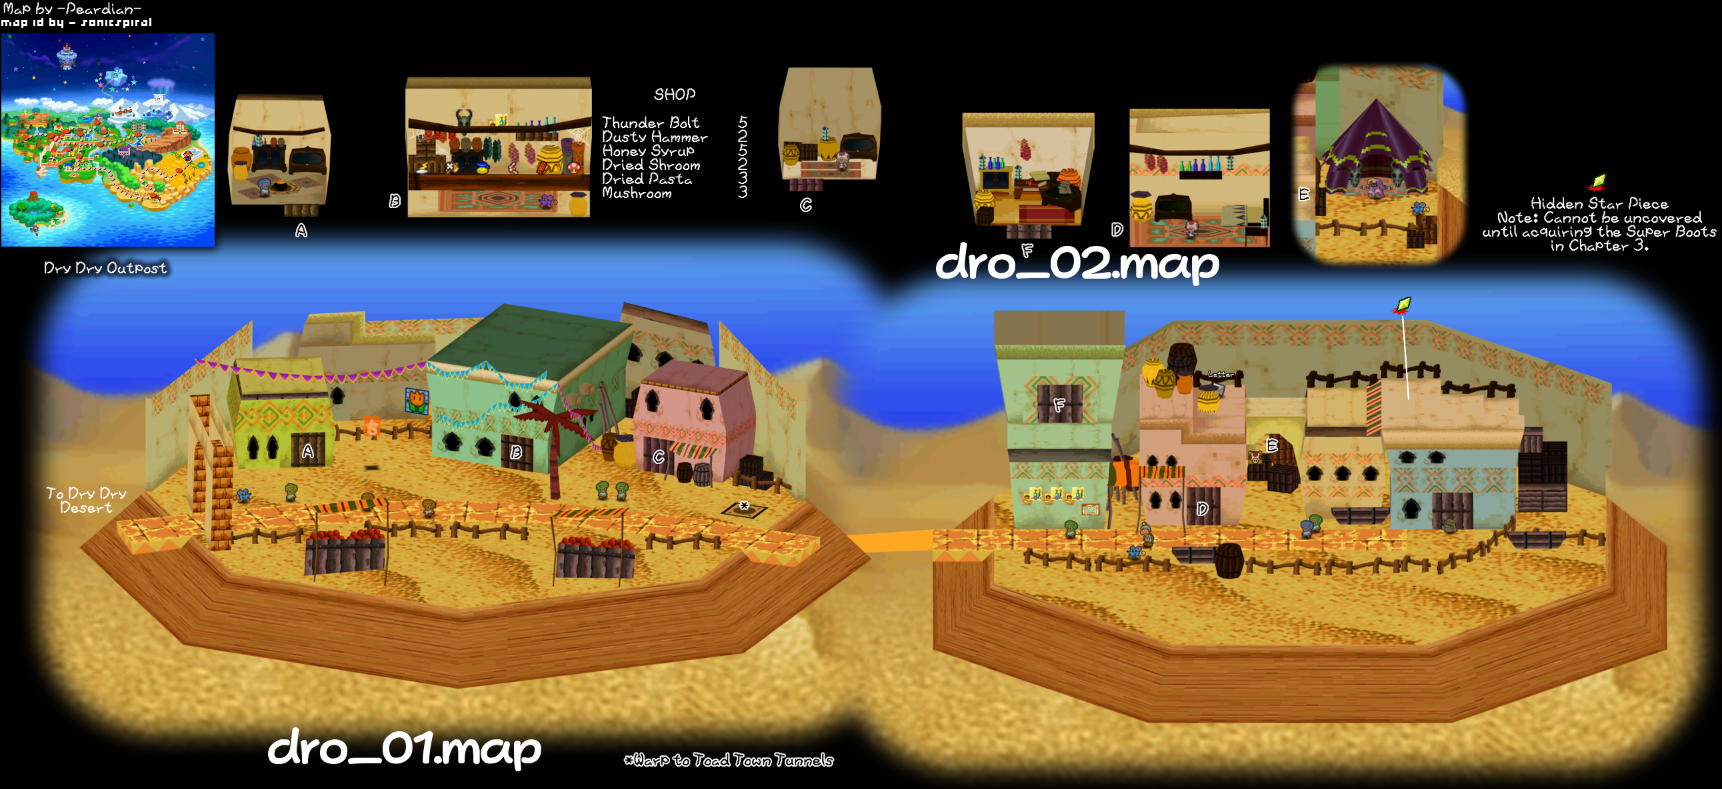 Map by -Peardian-
map id by - sonicspiral
Dry Dry Outpost
A
B
SHOP
Thunder Bolt 5
Dusty Hammer 2
Honey Syrup 5
Dried Shroom 2
Dried Pasta 3
Mushroom 3
C
F
D
E
Hidden Star Piece
Note: Cannot be uncovered
until acquiring the Super Boots
in Chapter 3.
dro_02.map
To Dry Dry
Desert
A
B
C
*
F
Letter
E
D
dro_01.map
*Warp to Toad Town Tunnels